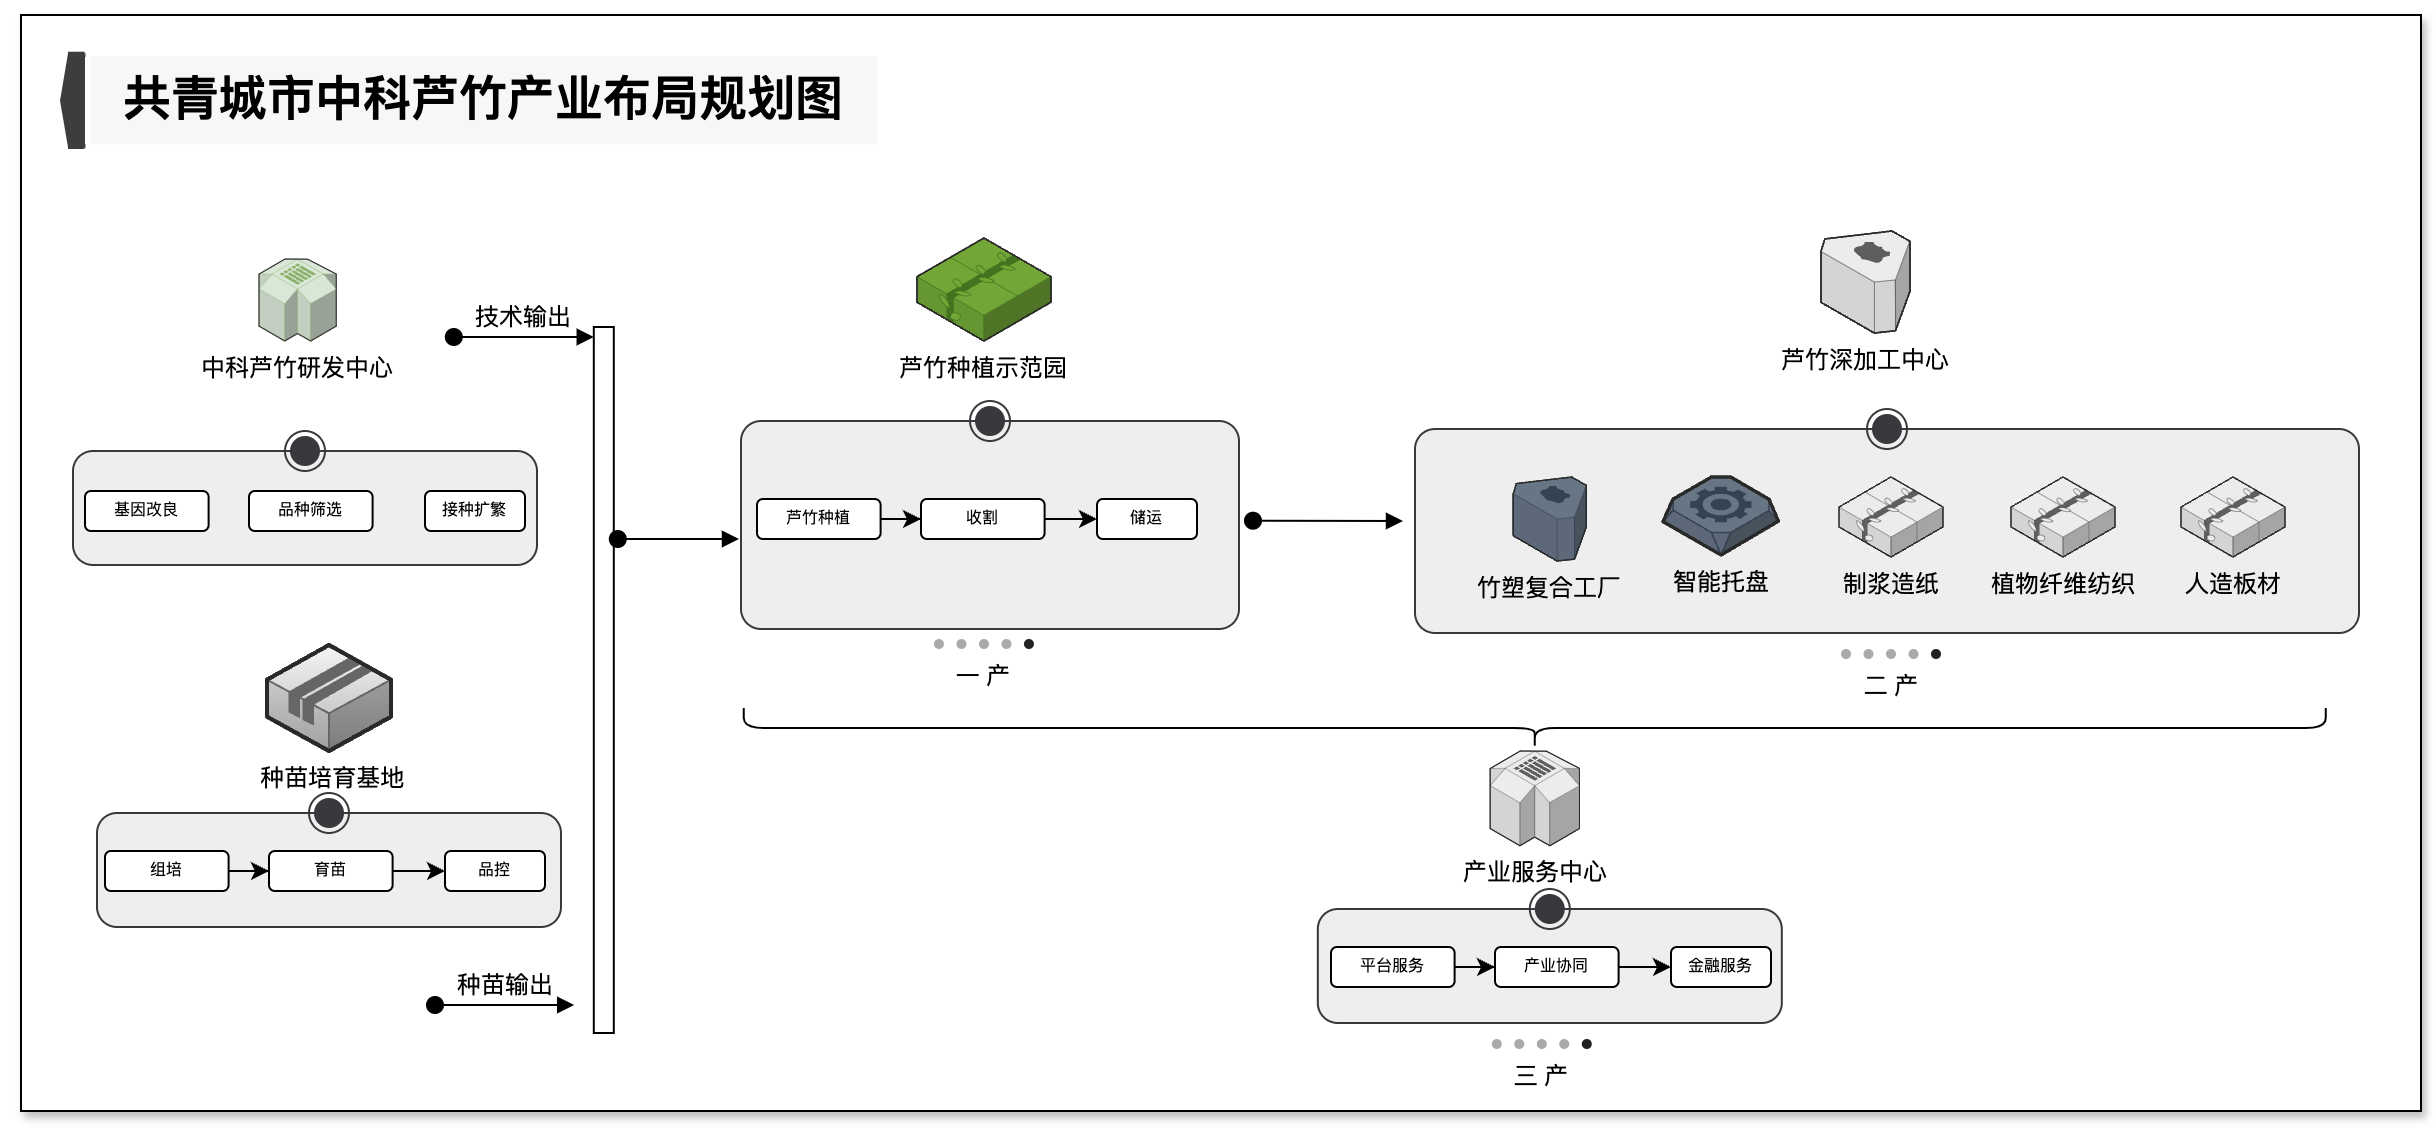 共青城市中科芦竹产业布局规划图
技术输出
中科芦竹研发中心
基因改良
品种筛选
接种扩繁
种苗培育基地
组培
育苗
品控
种苗输出
芦竹种植示范园
芦竹种植
收割
储运
一 产
芦竹深加工中心
竹塑复合工厂
智能托盘
制浆造纸
植物纤维纺织
人造板材
二 产
产业服务中心
平台服务
产业协同
金融服务
三 产